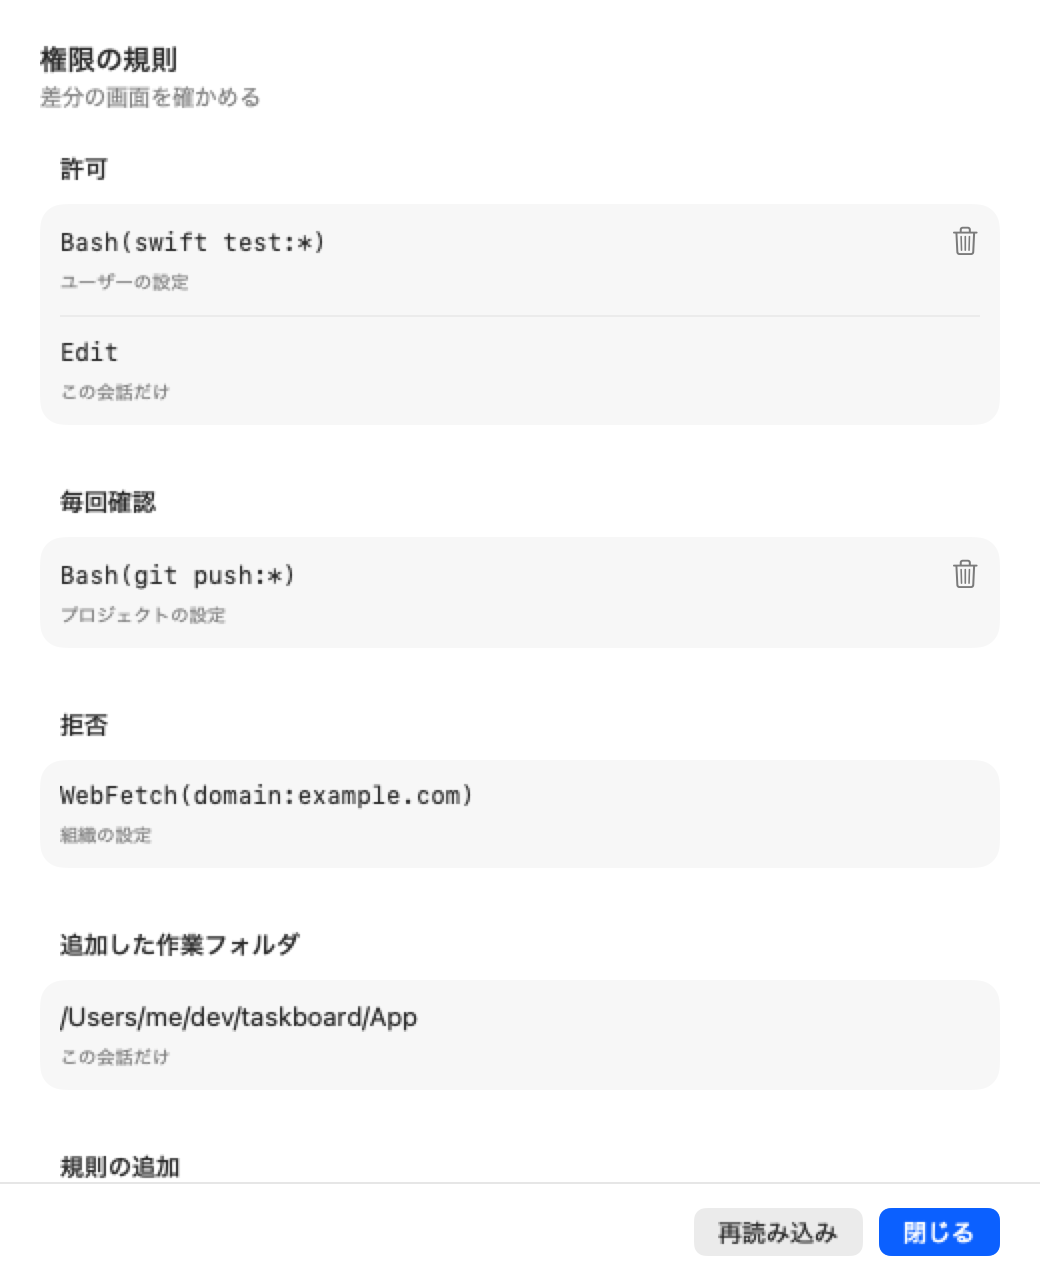 権限の規則
差分の画面を確かめる
許可
Bash(swift test:*)
ユーザーの設定
Edit
この会話だけ
毎回確認
Bash(git push:*)
プロジェクトの設定
拒否
WebFetch(domain:example.com)
組織の設定
追加した作業フォルダ
/Users/me/dev/taskboard/App
この会話だけ
規則の追加
再読み込み
閉じる